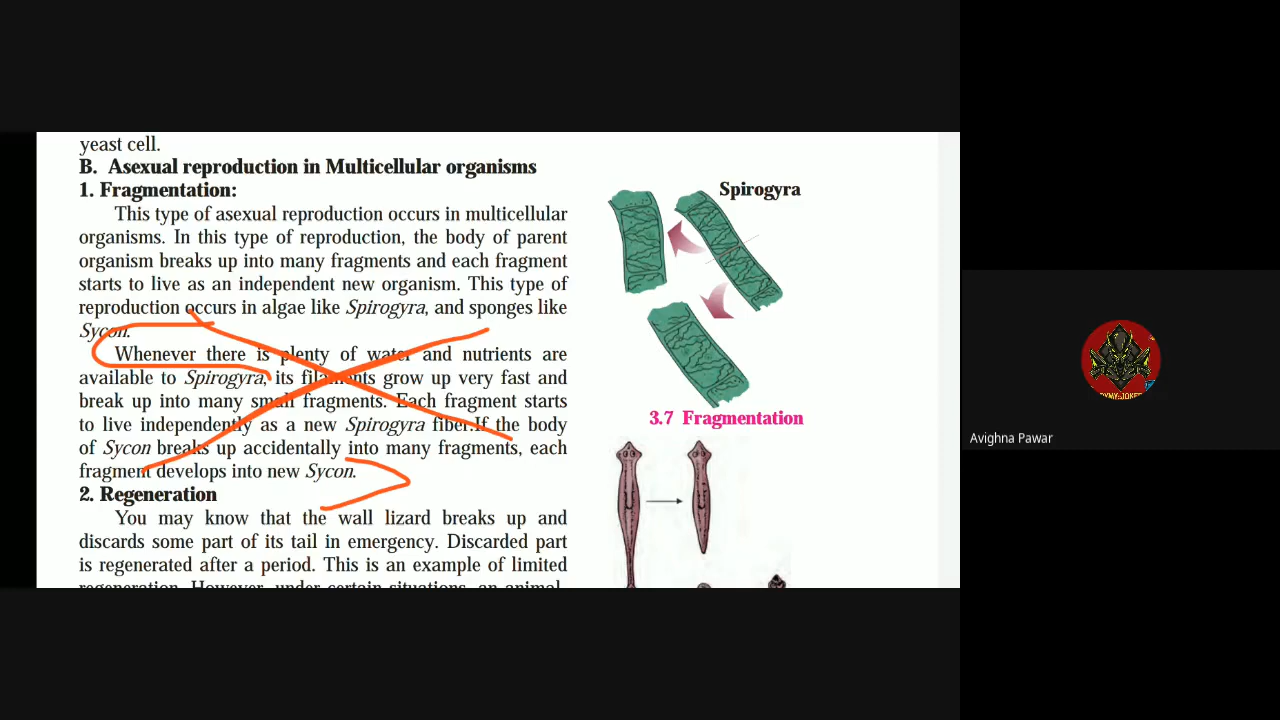 yeast cell.
B. Asexual reproduction in Multicellular organisms
1. Fragmentation:
This type of asexual reproduction occurs in multicellular
organisms. In this type of reproduction, the body of parent
organism breaks up into many fragments and each fragment
starts to live as an independent new organism. This type of
reproduction occurs in algae like Spirogyra, and sponges like
Sycon.
Whenever there is plenty of water and nutrients are
available to Spirogyra, its filaments grow up very fast and
break up into many small fragments. Each fragment starts
to live independently as a new Spirogyra fiber.If the body
of Sycon breaks up accidentally into many fragments, each
fragment develops into new Sycon.
2. Regeneration
You may know that the wall lizard breaks up and
discards some part of its tail in emergency. Discarded part
is regenerated after a period. This is an example of limited
regeneration. However, under certain situations, an animal
Spirogyra
3.7 Fragmentation
Avighna Pawar